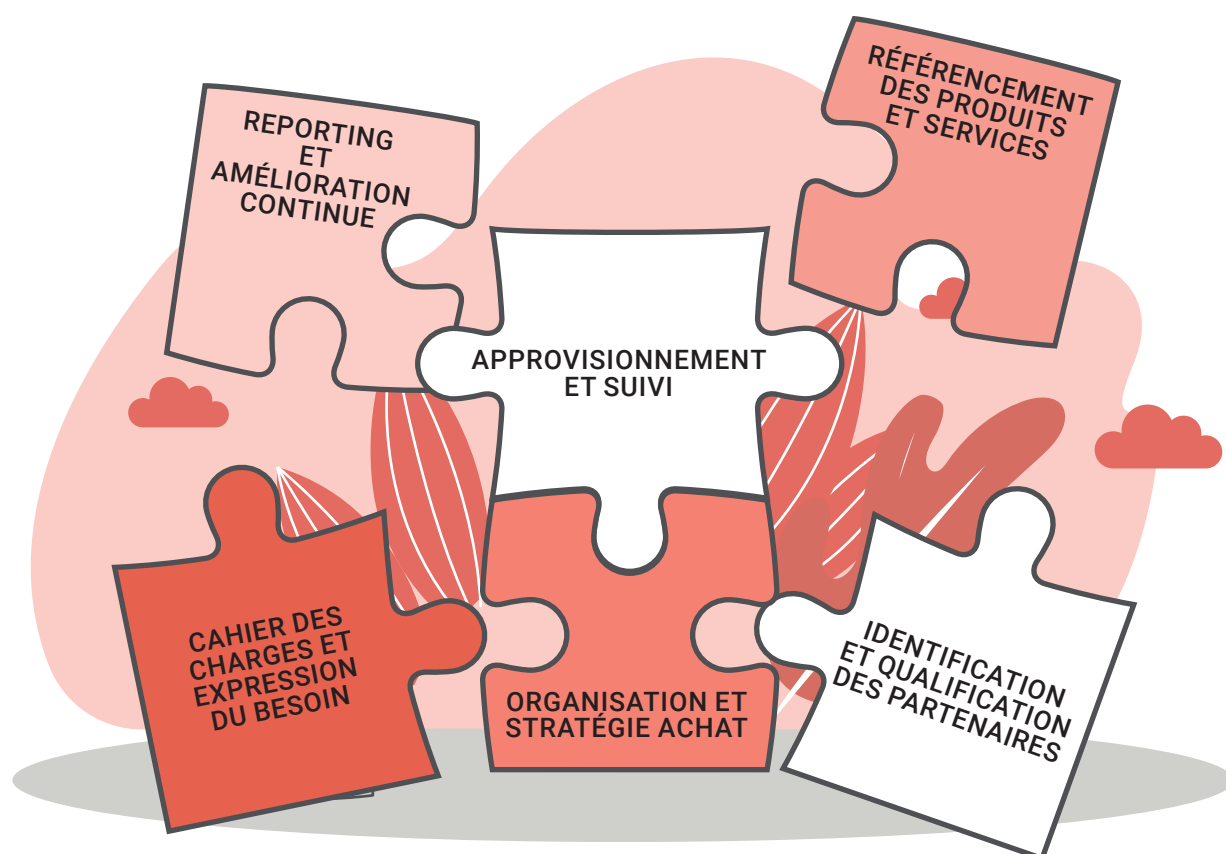 REPORTING
ET
AMÉLIORATION
CONTINUE
RÉFÉRENCEMENT
DES PRODUITS
ET SERVICES
APPROVISIONNEMENT
ET SUIVI
CAHIER DES
CHARGES ET
EXPRESSION
DU BESOIN
ORGANISATION ET
STRATÉGIE ACHAT
IDENTIFICATION
ET QUALIFICATION
DES PARTENAIRES